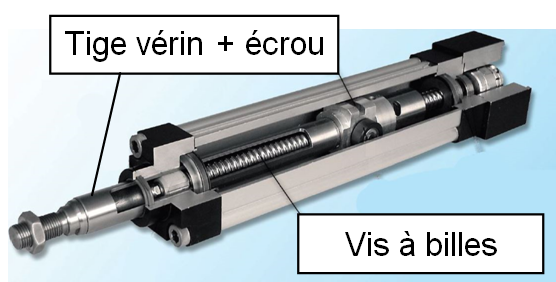 Tige vérin + écrou
Vis à billes